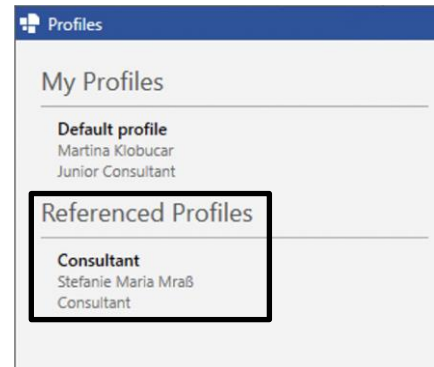 Profiles
My Profiles
Default profile
Martina Klobucar
Junior Consultant
Referenced Profiles
Consultant
Stefanie Maria Mraß
Consultant